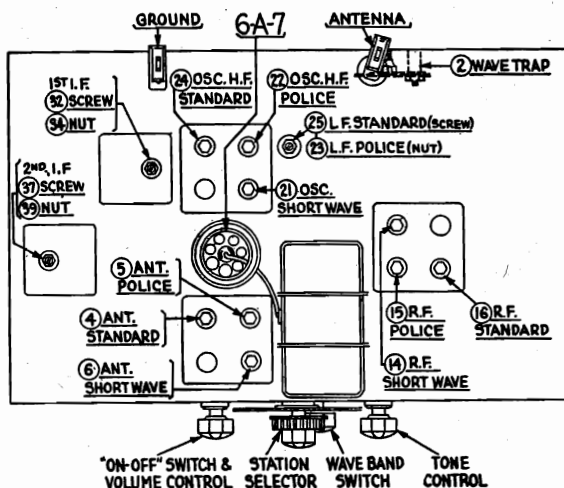 GROUND
6-A-7
ANTENNA
24 OSC. H.F.
STANDARD
22 OSC. H.F.
POLICE
2 WAVE TRAP
1ST I.F.
32 SCREW
34 NUT
25 L.F. STANDARD (SCREW)
23 L.F. POLICE (NUT)
2ND. I.F
37 SCREW
39 NUT
21 OSC.
SHORT WAVE
5 ANT.
POLICE
4 ANT.
STANDARD
6 ANT.
SHORT WAVE
15 R.F.
POLICE
16 R.F.
STANDARD
14 R.F.
SHORT WAVE
"ON-OFF" SWITCH &
VOLUME CONTROL
STATION
SELECTOR
WAVE BAND
SWITCH
TONE
CONTROL